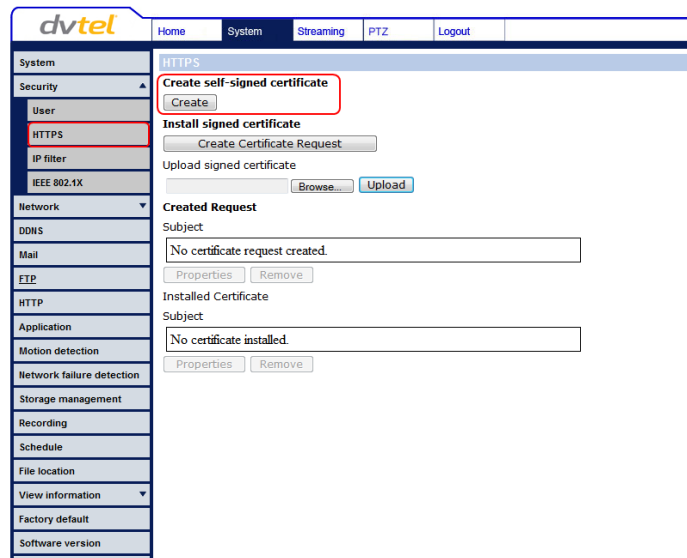 dvtel
Home System Streaming PTZ Logout
System
Security
User
HTTPS
IP filter
IEEE 802.1X
Network
DDNS
Mail
FTP
HTTP
Application
Motion detection
Network failure detection
Storage management
Recording
Schedule
File location
View information
Factory default
Software version
HTTPS
Create self-signed certificate
Create
Install signed certificate
Create Certificate Request
Upload signed certificate
Browse... Upload
Created Request
Subject
No certificate request created.
Properties Remove
Installed Certificate
Subject
No certificate installed.
Properties Remove